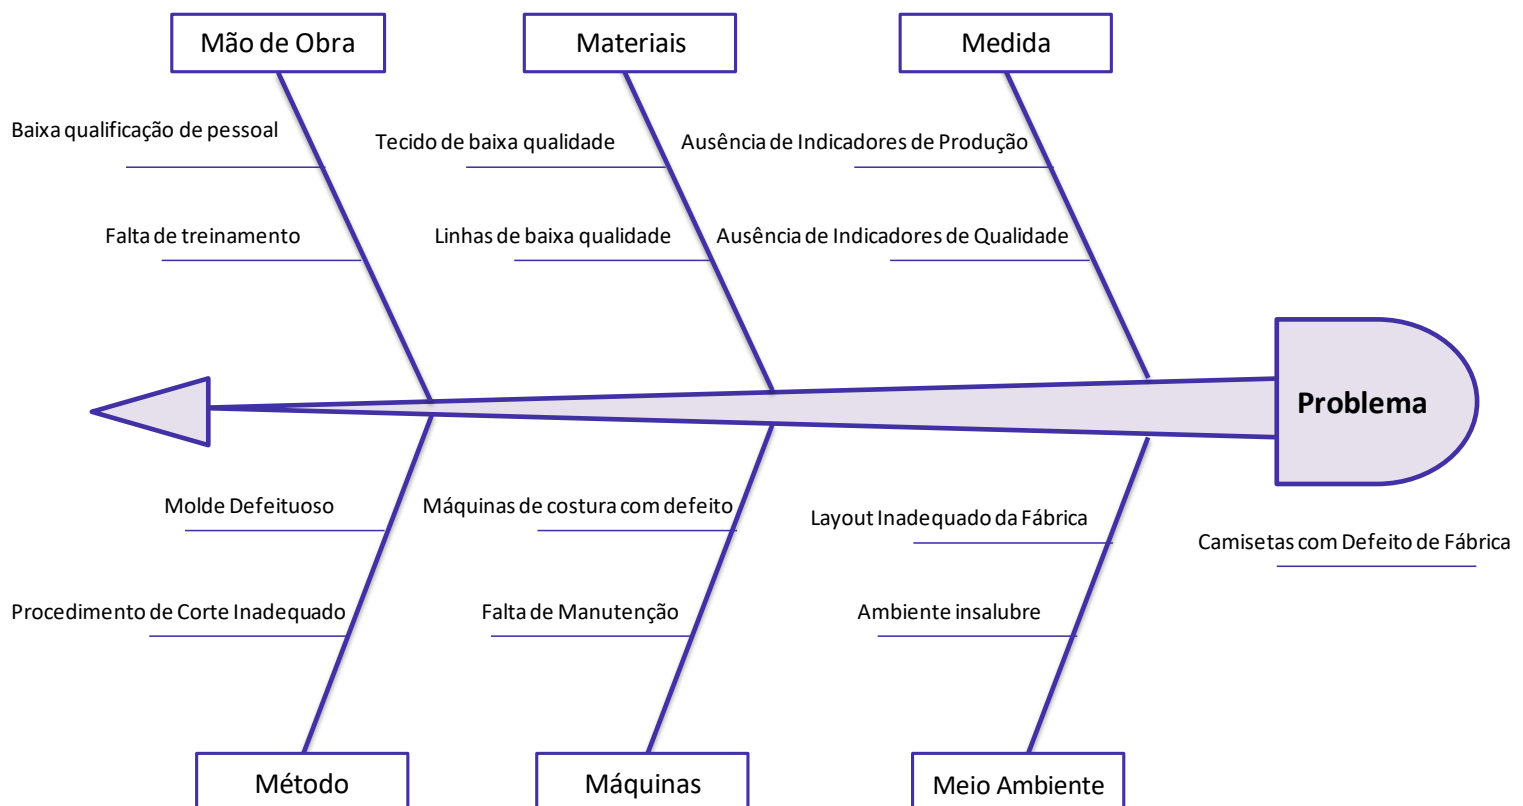 Mão de Obra
Materiais
Medida
Baixa qualificação de pessoal
Tecido de baixa qualidade
Ausência de Indicadores de Produção
Falta de treinamento
Linhas de baixa qualidade
Ausência de Indicadores de Qualidade
Problema
Molde Defeituoso
Máquinas de costura com defeito
Layout Inadequado da Fábrica
Camisetas com Defeito de Fábrica
Procedimento de Corte Inadequado
Falta de Manutenção
Ambiente insalubre
Método
Máquinas
Meio Ambiente